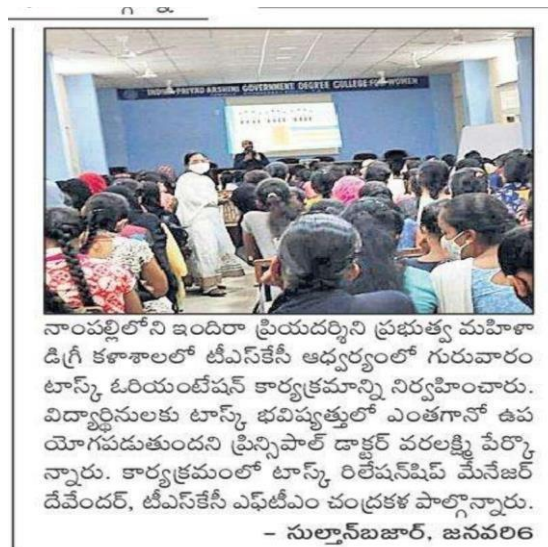 INDIRA PRIYADARSHINI GOVERNMENT DEGREE COLLEGE FOR WOMEN
నాంపల్లిలోని ఇందిరా ప్రియదర్శిని ప్రభుత్వ మహిళా
డిగ్రీ కళాశాలలో టీఎస్‌కేసీ ఆధ్వర్యంలో గురువారం
టాస్క్ ఓరియంటేషన్ కార్యక్రమాన్ని నిర్వహించారు.
విద్యార్థినులకు టాస్క్ భవిష్యత్తులో ఎంతగానో ఉప
యోగపడుతుందని ప్రిన్సిపాల్ డాక్టర్ వరలక్ష్మి పేర్కొ
న్నారు. కార్యక్రమంలో టాస్క్ రిలేషన్‌షిప్ మేనేజర్
దేవేందర్, టీఎస్‌కేసీ ఎఫ్‌టీఎం చంద్రకళ పాల్గొన్నారు.
– సుల్తాన్‌బజార్, జనవరి6